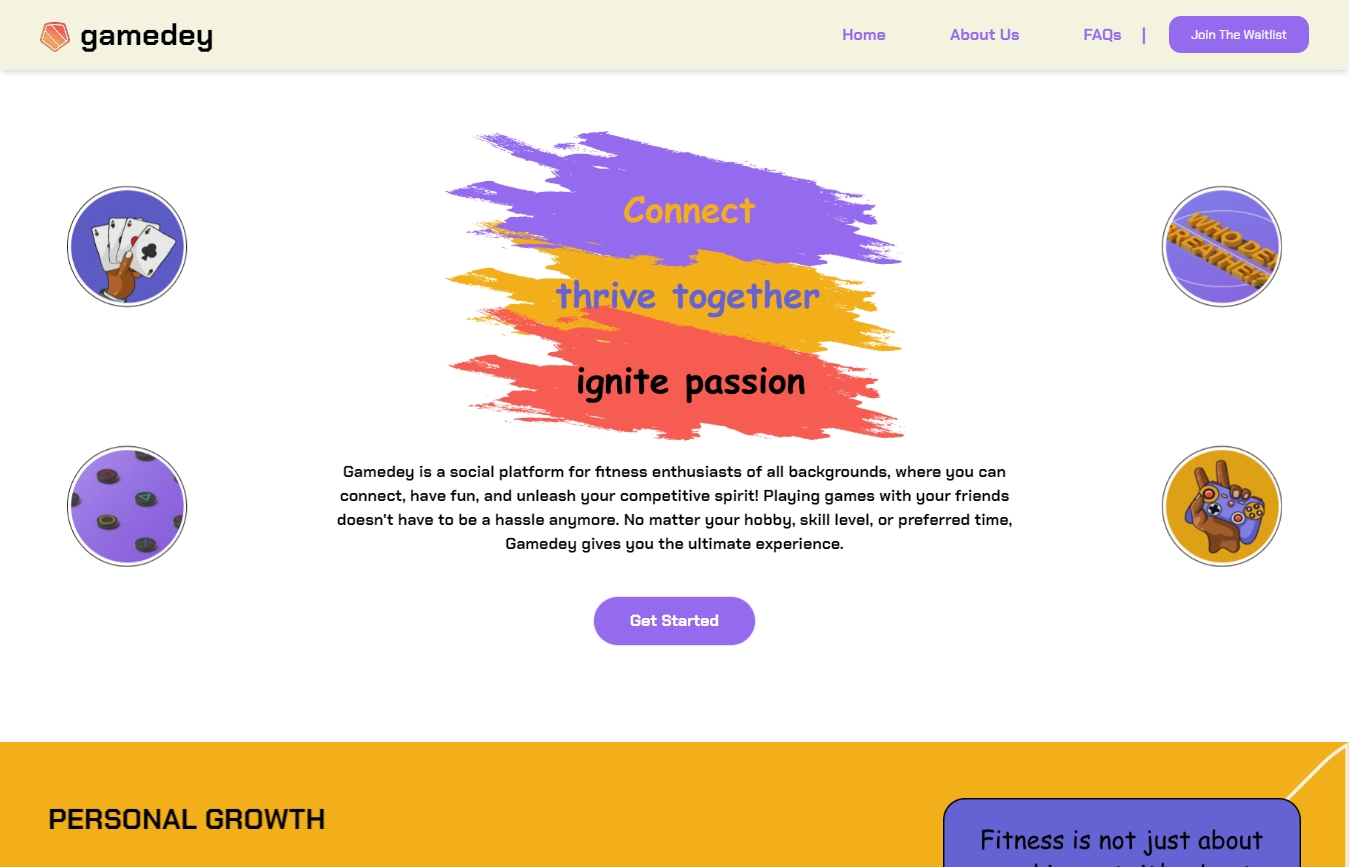 gamedey
Home About Us FAQs | Join The Waitlist
Connect
thrive together
ignite passion
Gamedey is a social platform for fitness enthusiasts of all backgrounds, where you can
connect, have fun, and unleash your competitive spirit! Playing games with your friends
doesn't have to be a hassle anymore. No matter your hobby, skill level, or preferred time,
Gamedey gives you the ultimate experience.
Get Started
PERSONAL GROWTH
Fitness is not just about